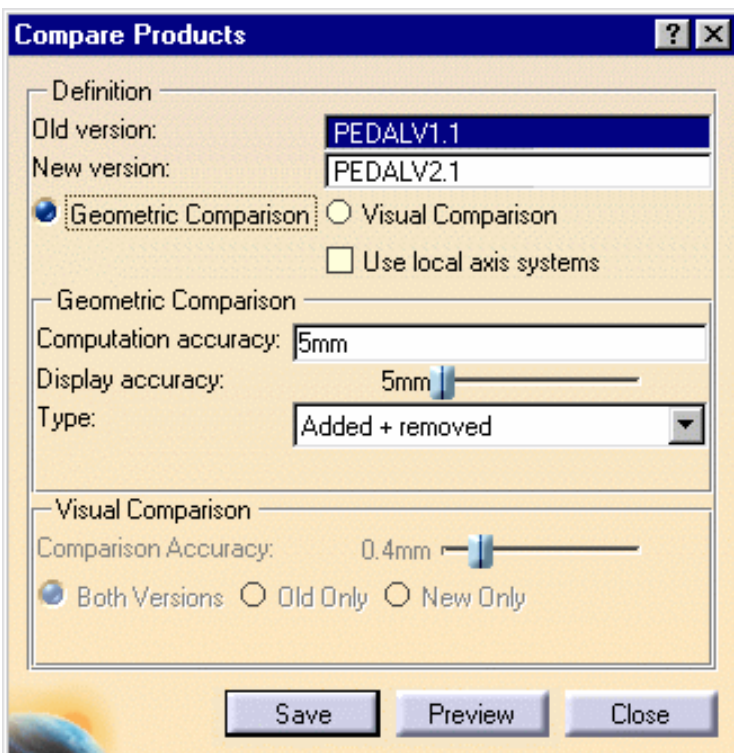 Compare Products
Definition
Old version: PEDALV1.1
New version: PEDALV2.1
Geometric Comparison Visual Comparison
Use local axis systems
Geometric Comparison
Computation accuracy: 5mm
Display accuracy: 5mm
Type: Added + removed
Visual Comparison
Comparison Accuracy: 0.4mm
Both Versions Old Only New Only
Save Preview Close